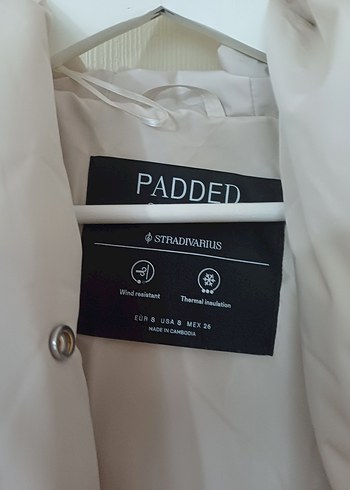 PADDED
STRADIVARIUS
Wind resistant
Thermal insulation
EUR S USA S MEX 26
MADE IN CAMBODIA